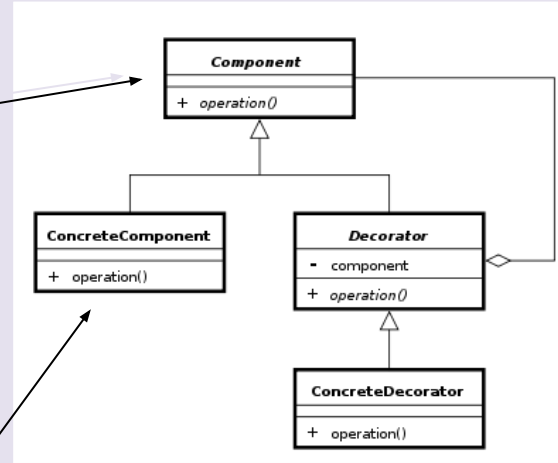 Component
+ operation()
ConcreteComponent
+ operation()
Decorator
- component
+ operation()
ConcreteDecorator
+ operation()